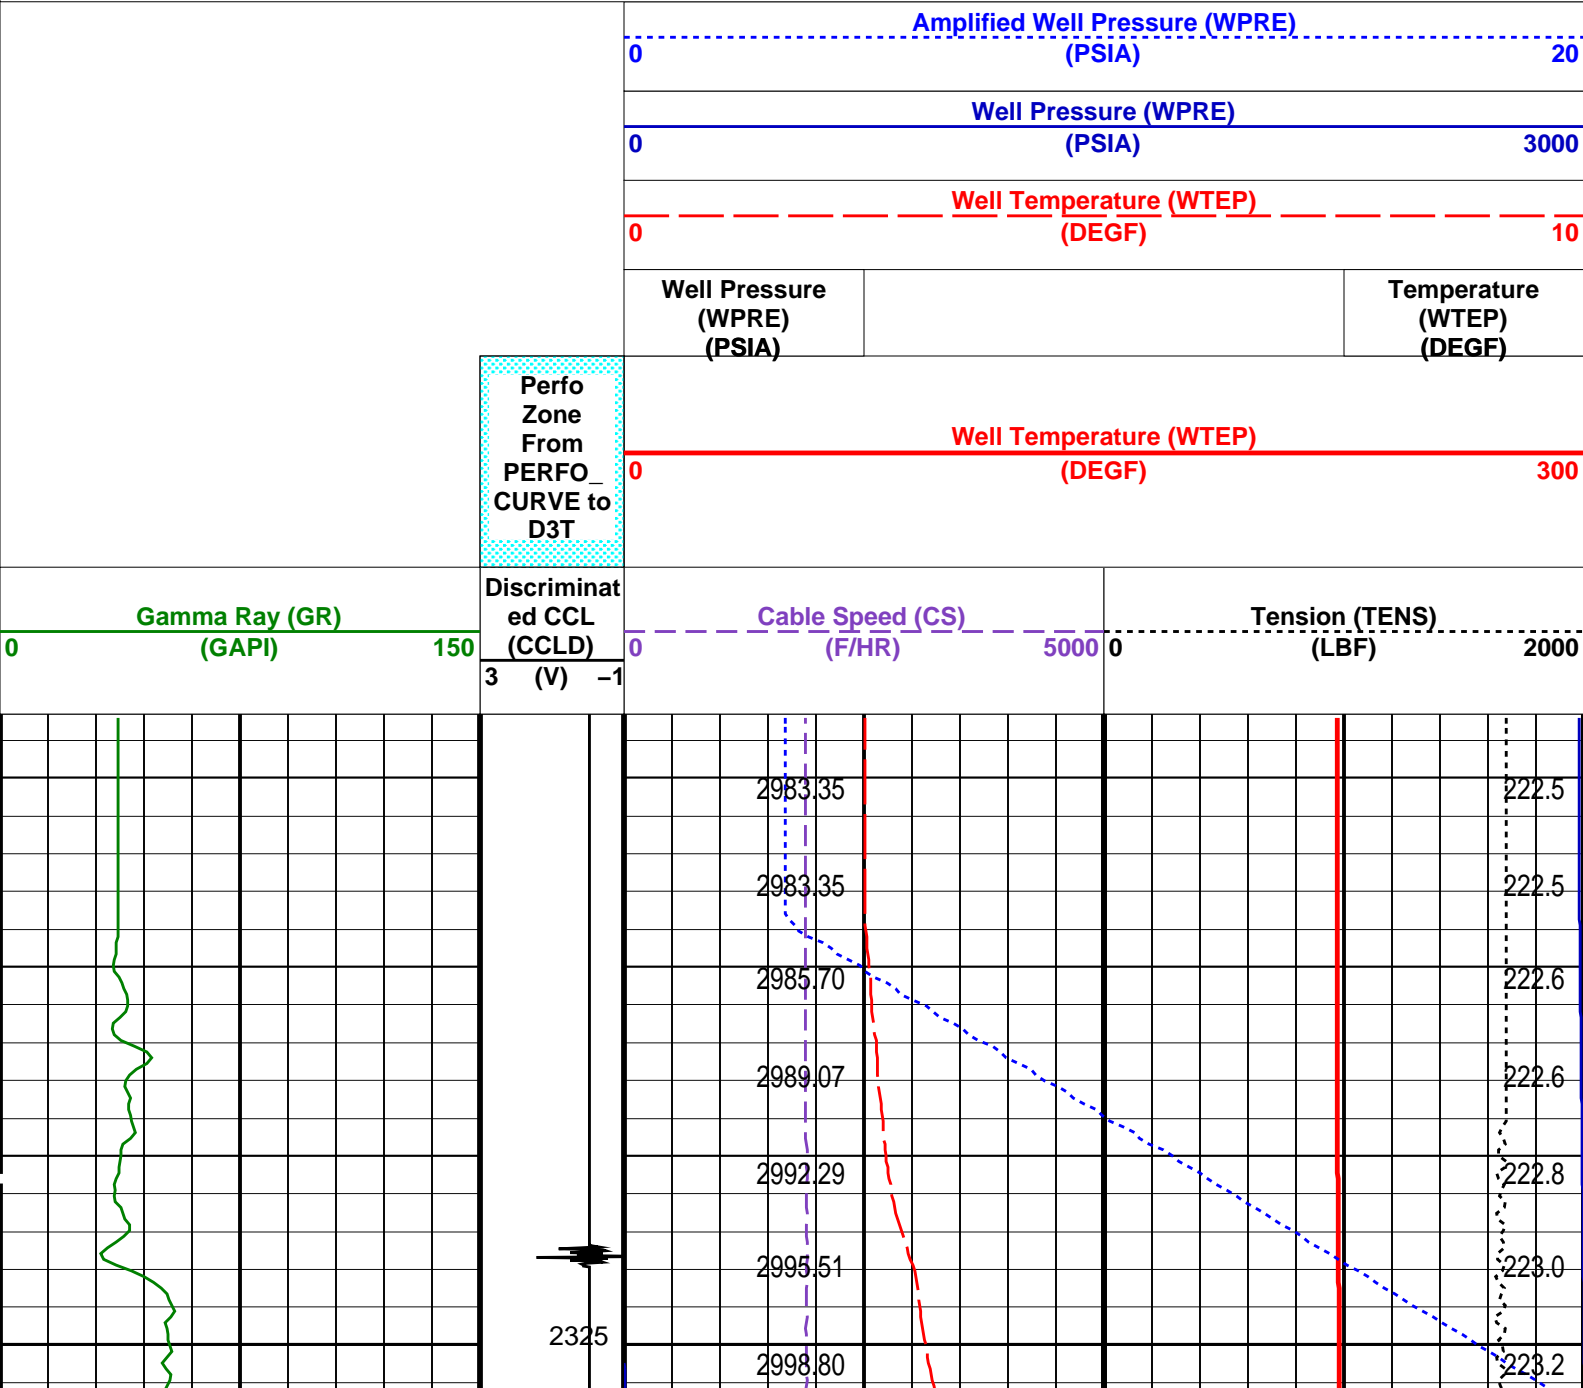 Amplified Well Pressure (WPRE)
0 (PSIA) 20
Well Pressure (WPRE)
0 (PSIA) 3000
Well Temperature (WTEP)
0 (DEGF) 10
Well Pressure
(WPRE)
(PSIA)
Temperature
(WTEP)
(DEGF)
Perfo
Zone
From
PERFO_
CURVE to
D3T
Well Temperature (WTEP)
0 (DEGF) 300
Gamma Ray (GR)
0 (GAPI) 150
Discriminat
ed CCL
(CCLD)
3 (V) −1
Cable Speed (CS)
0 (F/HR) 5000
Tension (TENS)
0 (LBF) 2000
2983.35 222.5
2983.35 222.5
2985.70 222.6
2989.07 222.6
2992.29 222.8
2995.51 223.0
2325
2998.80 223.2